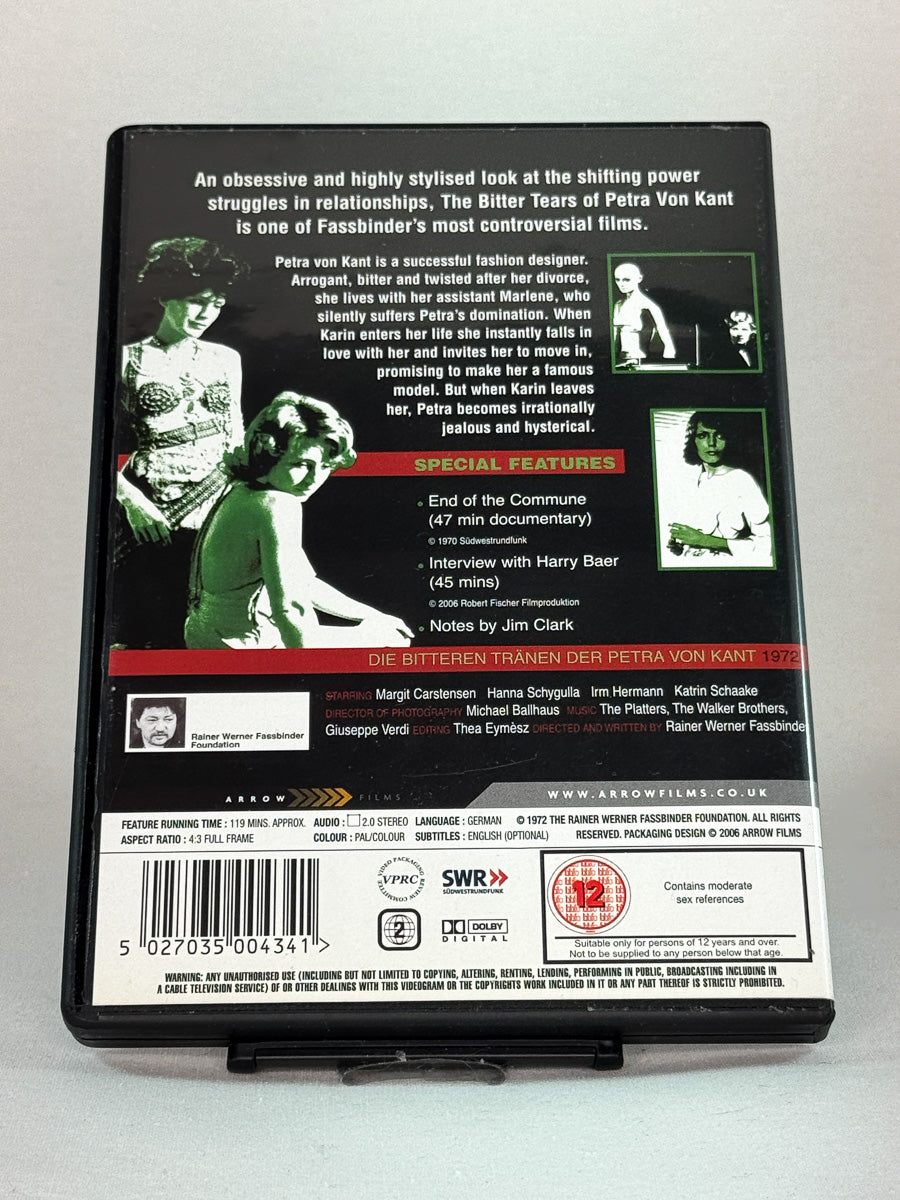 An obsessive and highly stylised look at the shifting power
struggles in relationships, The Bitter Tears of Petra Von Kant
is one of Fassbinder's most controversial films.
Petra von Kant is a successful fashion designer.
Arrogant, bitter and twisted after her divorce,
she lives with her assistant Marlene, who
silently suffers Petra's domination. When
Karin enters her life she instantly falls in
love with her and invites her to move in,
promising to make her a famous
model. But when Karin leaves
her, Petra becomes irrationally
jealous and hysterical.
SPECIAL FEATURES
• End of the Commune
(47 min documentary)
© 1970 Südwestrundfunk
• Interview with Harry Baer
(45 mins)
© 2006 Robert Fischer Filmproduktion
• Notes by Jim Clark
DIE BITTEREN TRÄNEN DER PETRA VON KANT 1972
Rainer Werner Fassbinder
Foundation
STARRING Margit Carstensen Hanna Schygulla Irm Hermann Katrin Schaake
DIRECTOR OF PHOTOGRAPHY Michael Ballhaus MUSIC The Platters, The Walker Brothers,
Giuseppe Verdi EDITING Thea Eymèsz DIRECTED AND WRITTEN BY Rainer Werner Fassbinde
ARROW FILMS
WWW.ARROWFILMS.CO.UK
FEATURE RUNNING TIME : 119 MINS. APPROX. AUDIO : 2.0 STEREO LANGUAGE : GERMAN © 1972 THE RAINER WERNER FASSBINDER FOUNDATION. ALL RIGHTS
ASPECT RATIO : 4:3 FULL FRAME COLOUR : PAL/COLOUR SUBTITLES : ENGLISH (OPTIONAL) RESERVED. PACKAGING DESIGN © 2006 ARROW FILMS
5 027035 004341 >
VIDEO PACKAGING REVIEW COMMITTEE
VPRC
2
SWR
SÜDWESTRUNDFUNK
DOLBY
DIGITAL
12
Contains moderate
sex references
Suitable only for persons of 12 years and over.
Not to be supplied to any person below that age.
WARNING: ANY UNAUTHORISED USE (INCLUDING BUT NOT LIMITED TO COPYING, ALTERING, RENTING, LENDING, PERFORMING IN PUBLIC, BROADCASTING INCLUDING IN
A CABLE TELEVISION SERVICE) OF OR OTHER DEALINGS WITH THIS VIDEOGRAM OR THE COPYRIGHTS WORK INCLUDED IN IT OR ANY PART THEREOF IS STRICTLY PROHIBITED.